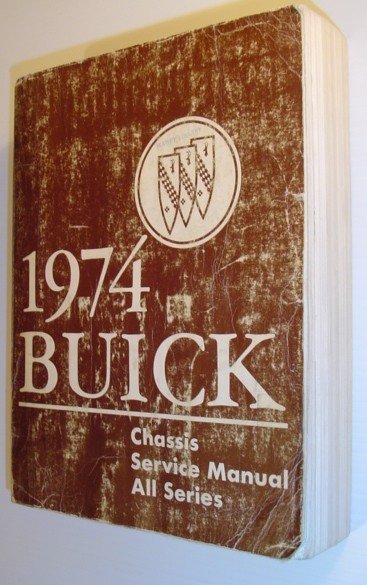 1974
BUICK
Chassis
Service Manual
All Series